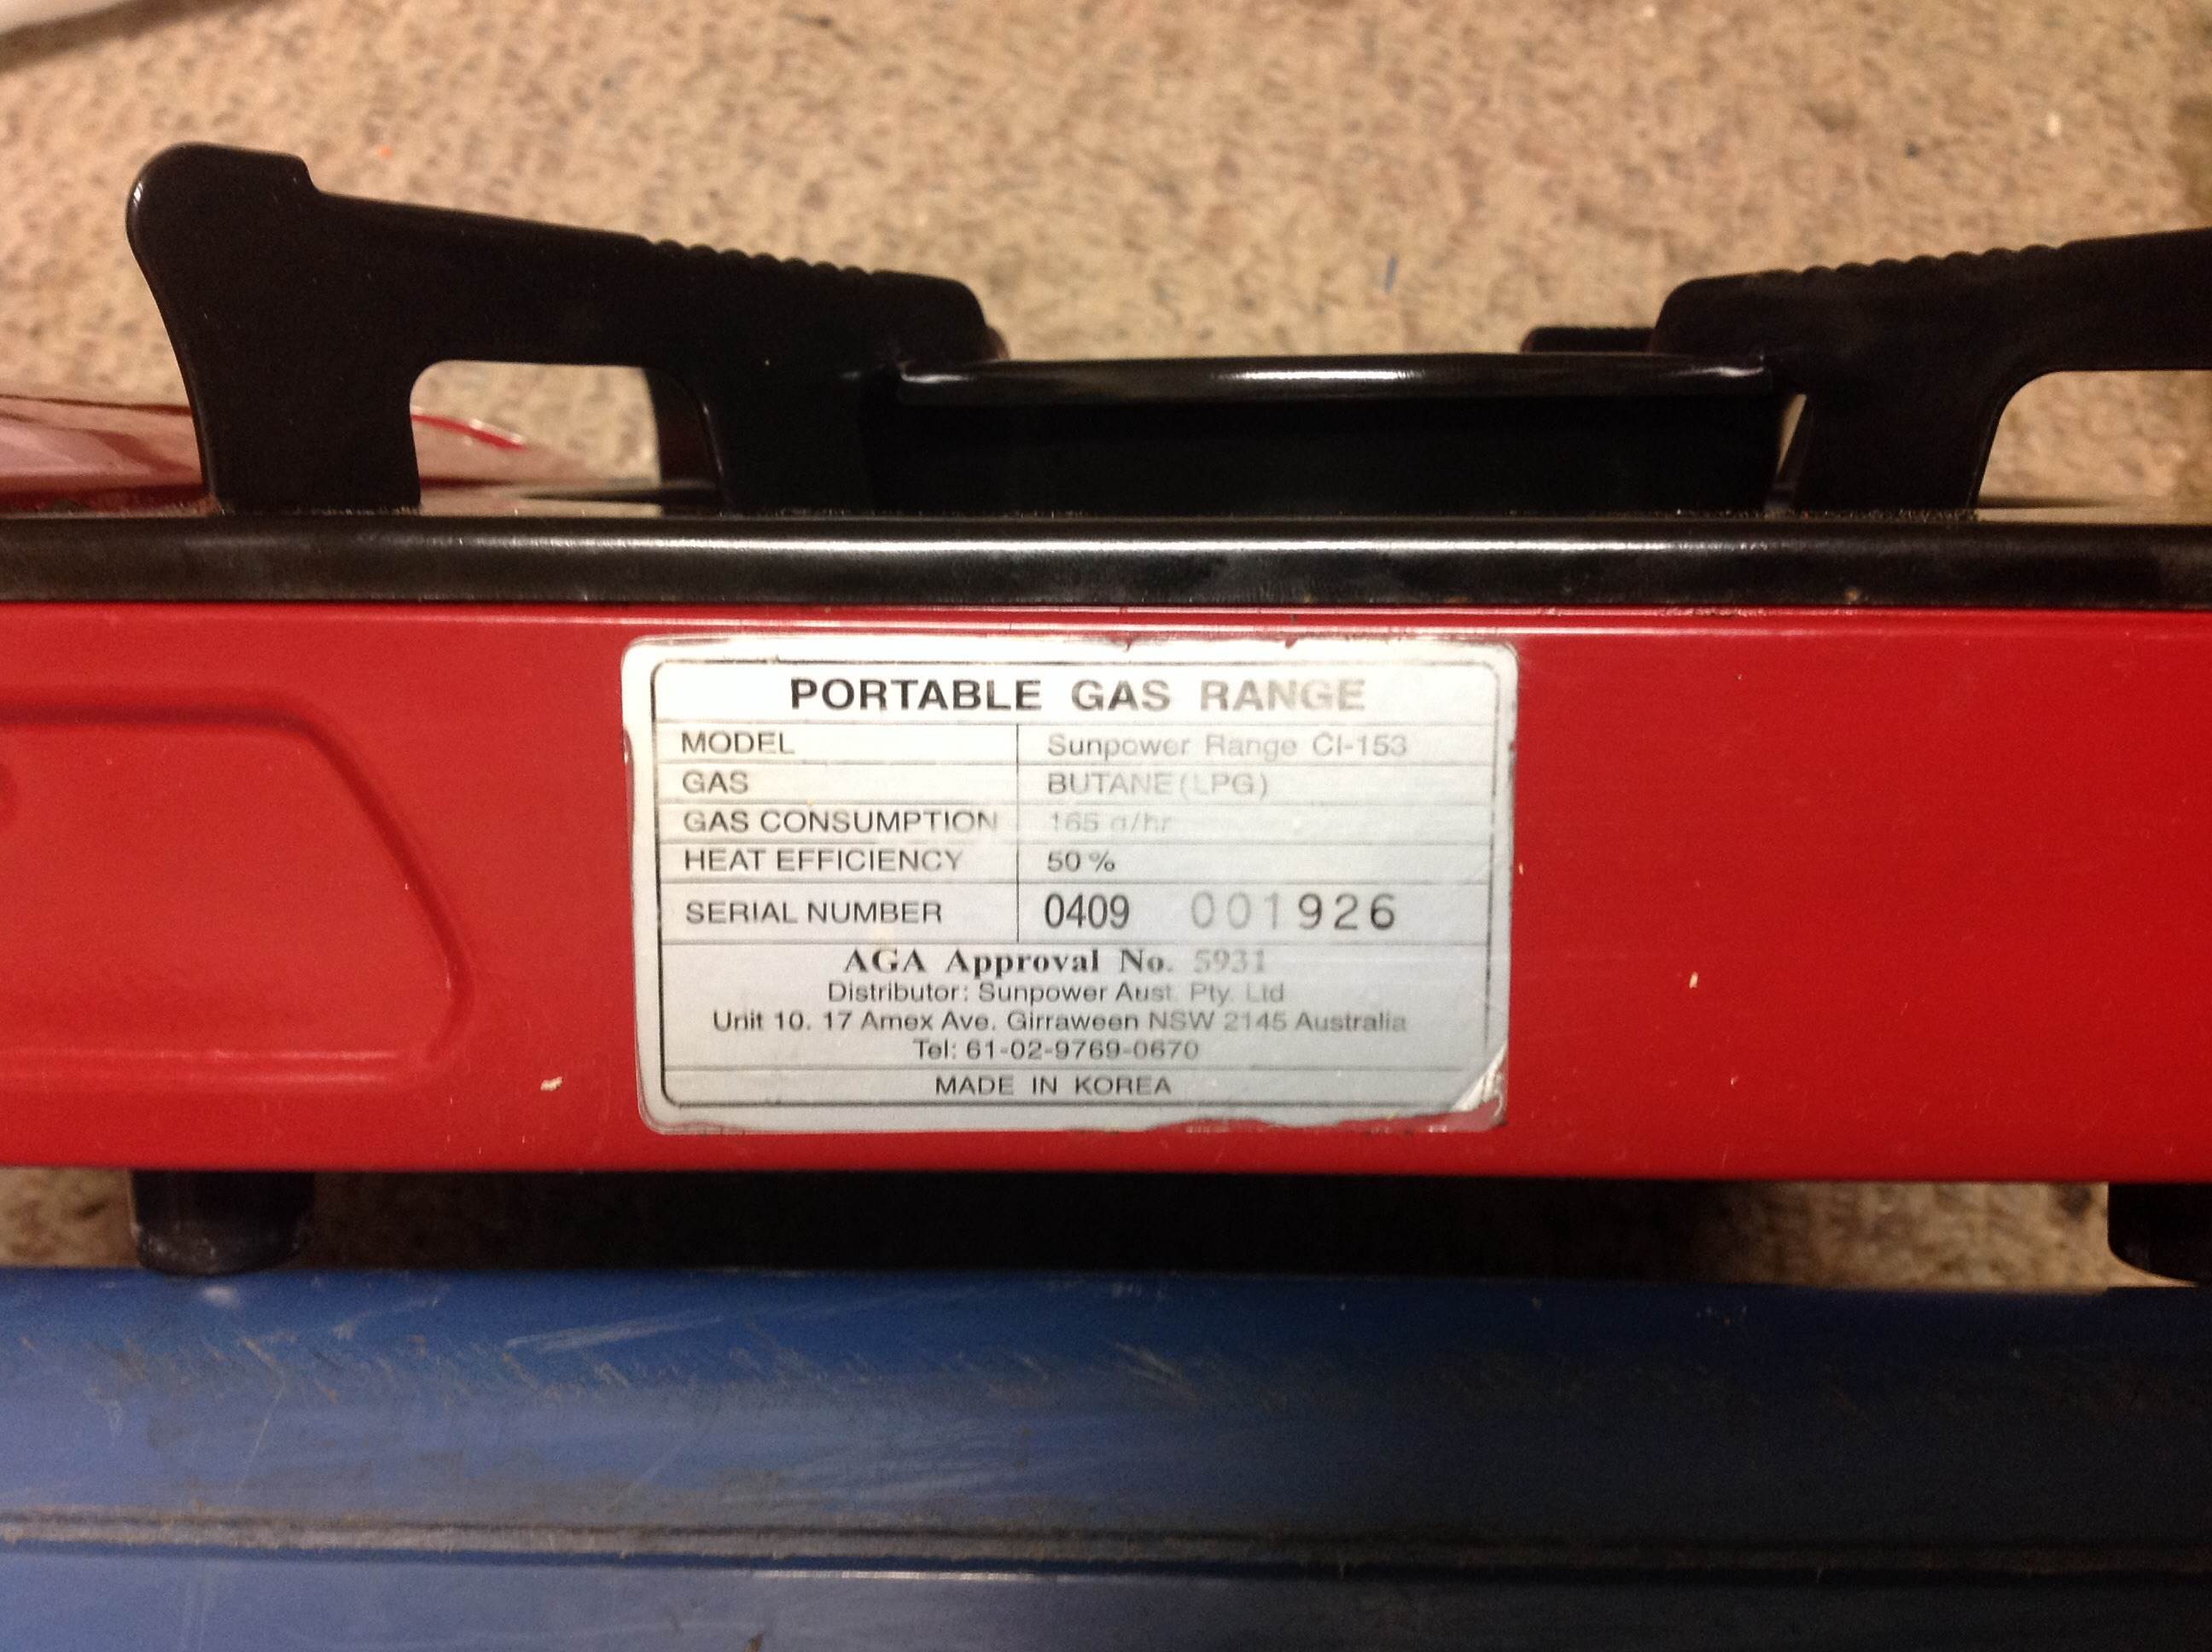 PORTABLE GAS RANGE
MODEL Sunpower Range CI-153
GAS BUTANE (LPG)
GAS CONSUMPTION 165 g/hr
HEAT EFFICIENCY 50 %
SERIAL NUMBER 0409 001926
AGA Approval No. 5931
Distributor: Sunpower Aust. Pty. Ltd
Unit 10. 17 Amex Ave. Girraween NSW 2145 Australia
Tel: 61-02-9769-0670
MADE IN KOREA